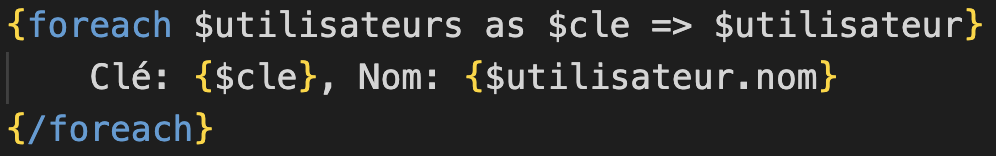 {foreach $utilisateurs as $cle => $utilisateur}
    Clé: {$cle}, Nom: {$utilisateur.nom}
{/foreach}